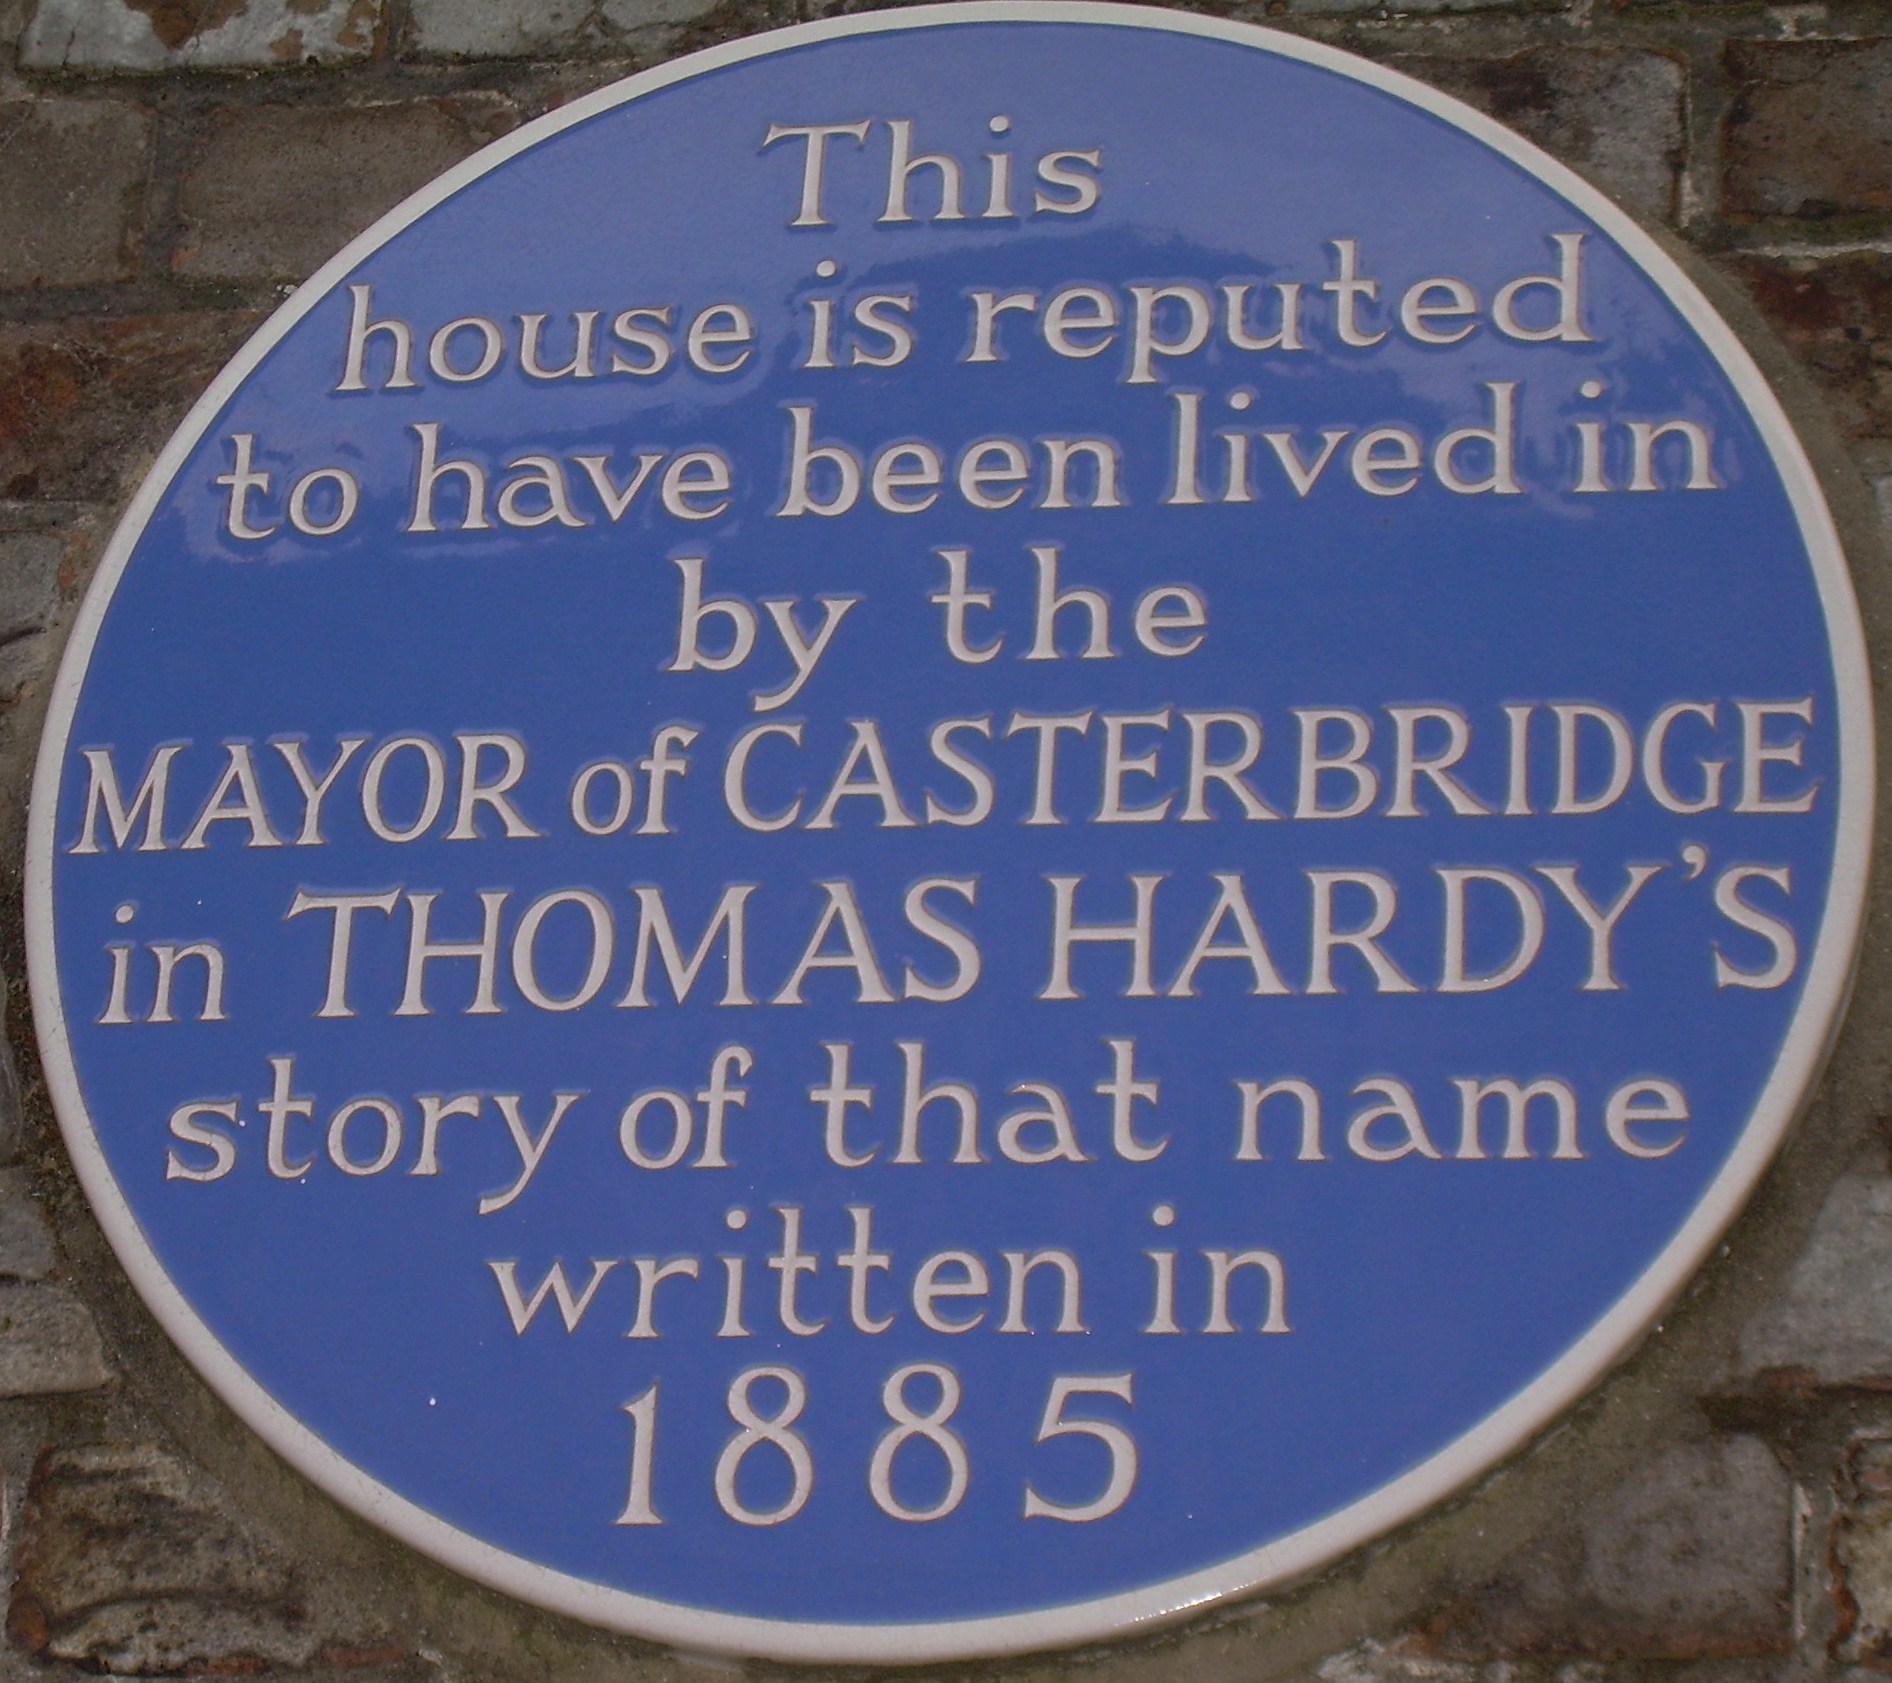 This
house is reputed
to have been lived in
by the
MAYOR of CASTERBRIDGE
in THOMAS HARDY'S
story of that name
written in
1885